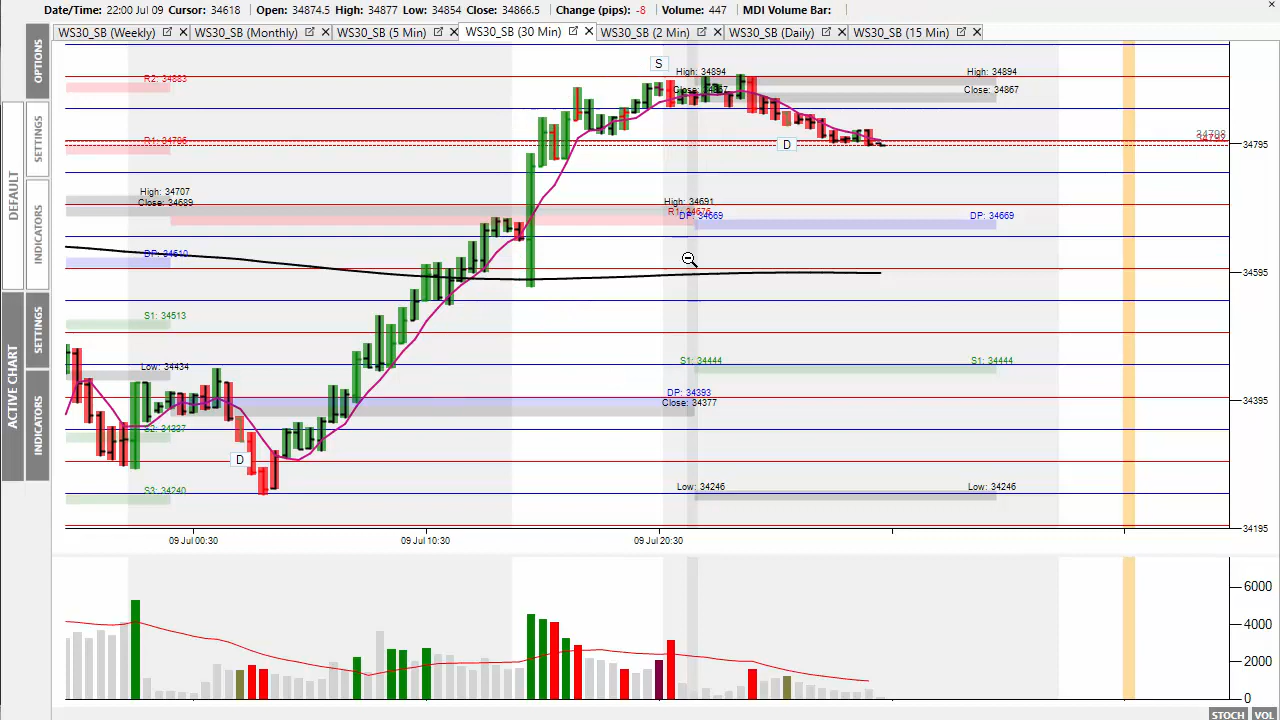 Date/Time: 22:00 Jul 09 Cursor: 34618 Open: 34874.5 High: 34877 Low: 34854 Close: 34866.5 Change (pips): -8 Volume: 447 MDI Volume Bar:
WS30_SB (Weekly) WS30_SB (Monthly) WS30_SB (5 Min) WS30_SB (30 Min) WS30_SB (2 Min) WS30_SB (Daily) WS30_SB (15 Min)
OPTIONS
SETTINGS
DEFAULT
INDICATORS
SETTINGS
ACTIVE CHART
INDICATORS
S
High: 34894
High: 34894
R2: 34883
Close: 34867
Close: 34867
D
34795
High: 34707
Close: 34689
High: 34691
DP: 34669
DP: 34669
DP: 34610
34595
S1: 34513
S1: 34444
S1: 34444
Low: 34434
DP: 34393
Close: 34377
34395
S2: 34337
D
Low: 34246
Low: 34246
S3: 34240
34195
09 Jul 00:30
09 Jul 10:30
09 Jul 20:30
6000
4000
2000
0
STOCH VOL